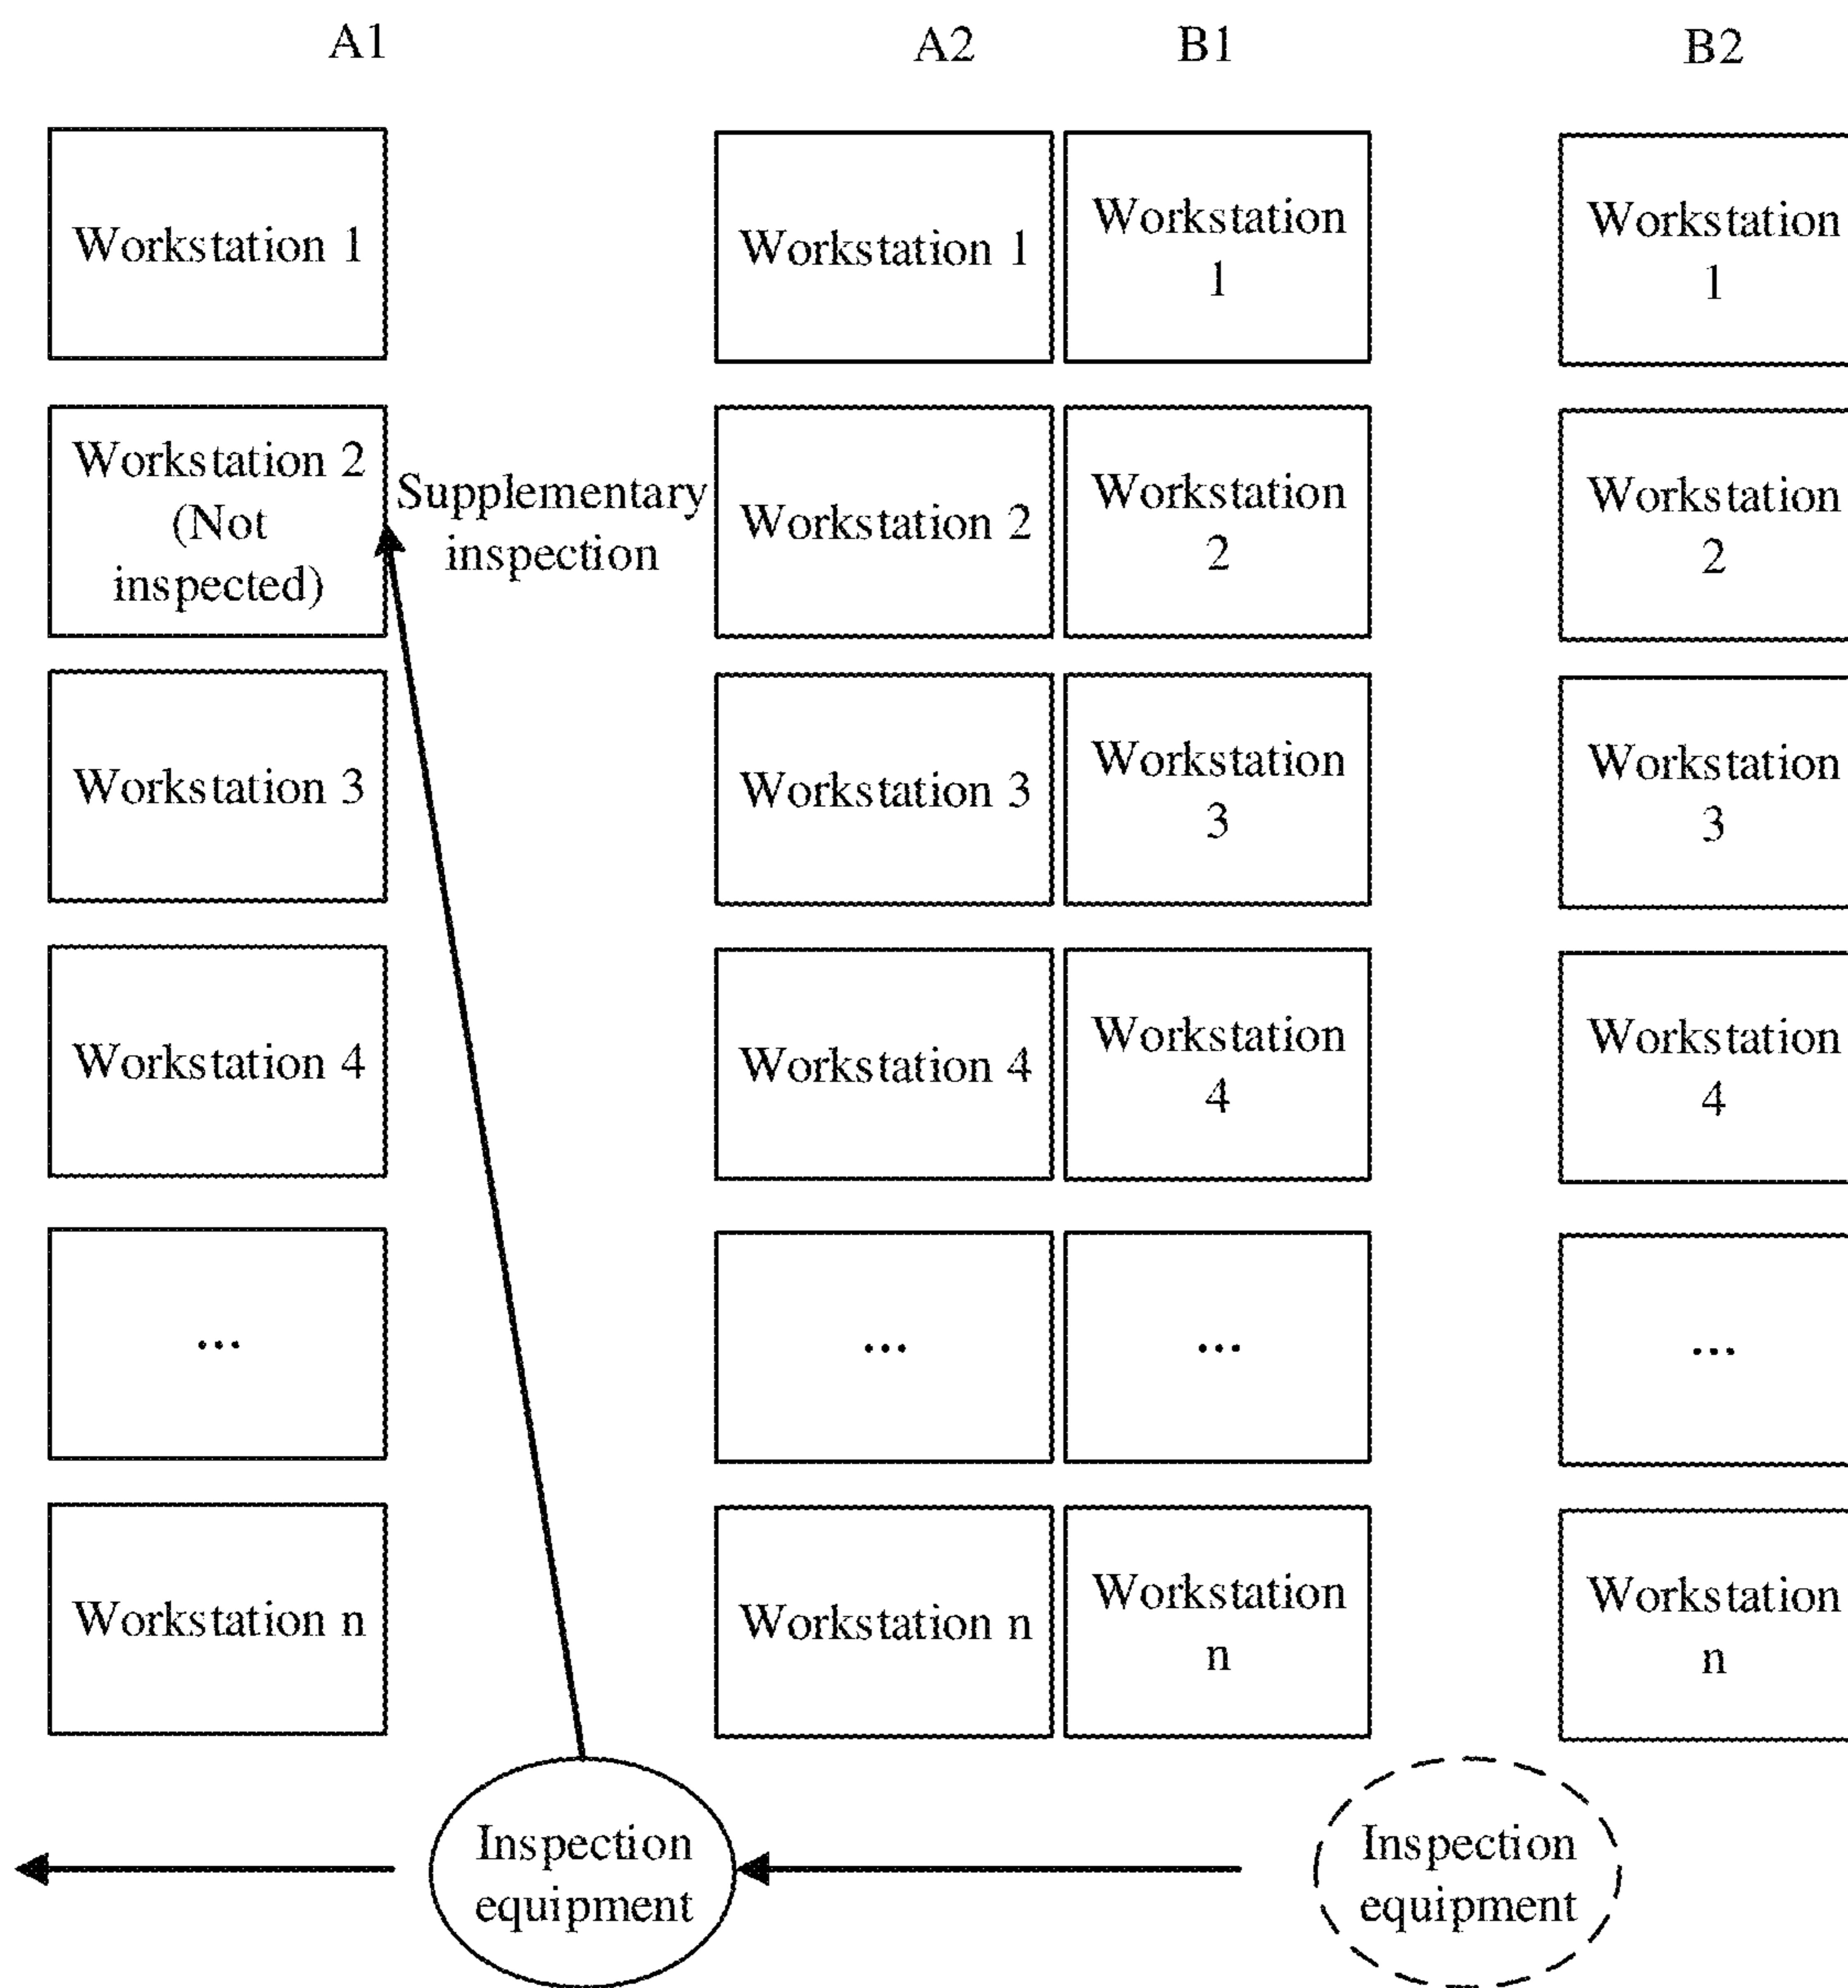 A1
A2
B1
B2
Workstation 1
Workstation 1
Workstation
1
Workstation
1
Workstation 2
(Not
inspected)
Supplementary
inspection
Workstation 2
Workstation
2
Workstation
2
Workstation 3
Workstation 3
Workstation
3
Workstation
3
Workstation 4
Workstation 4
Workstation
4
Workstation
4
...
...
...
...
Workstation n
Workstation n
Workstation
n
Workstation
n
Inspection
equipment
Inspection
equipment